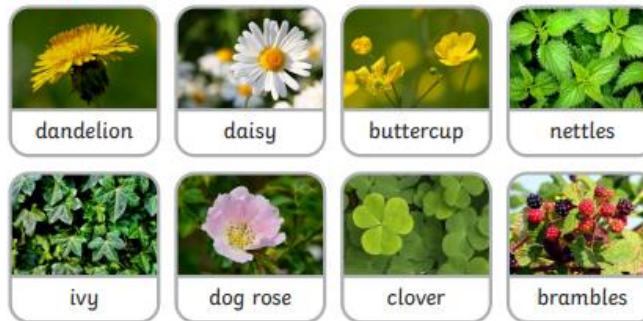 dandelion daisy buttercup nettles
ivy dog rose clover brambles